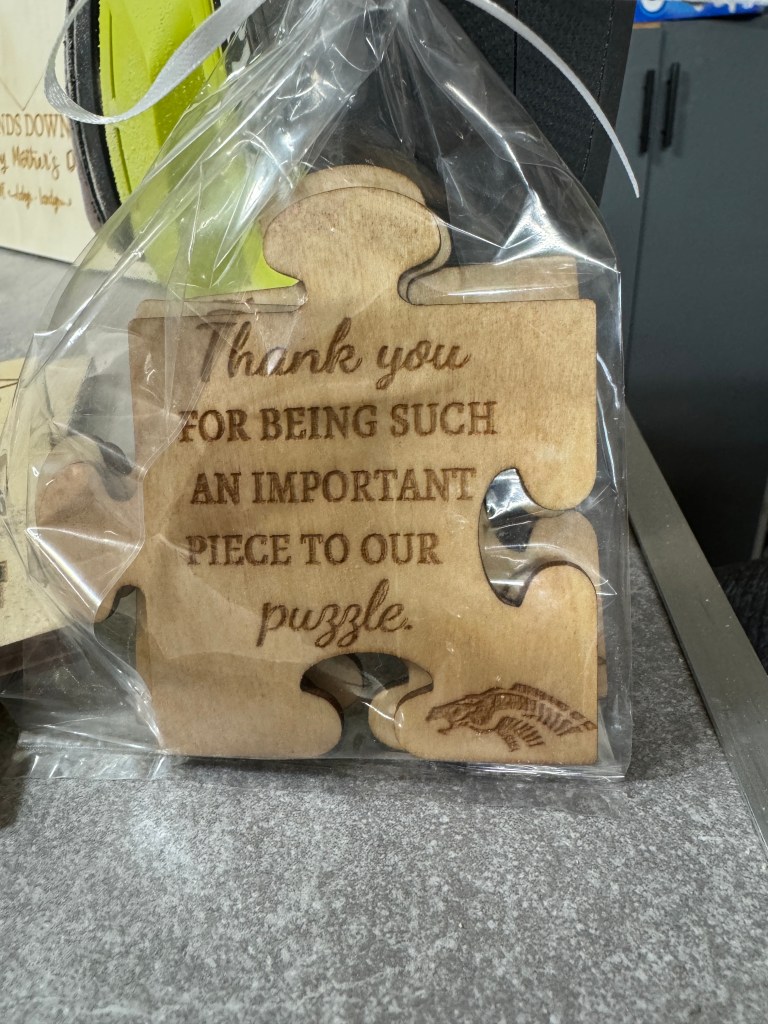 NDS DOWN
Mother's
Thank you
FOR BEING SUCH
AN IMPORTANT
PIECE TO OUR
puzzle.